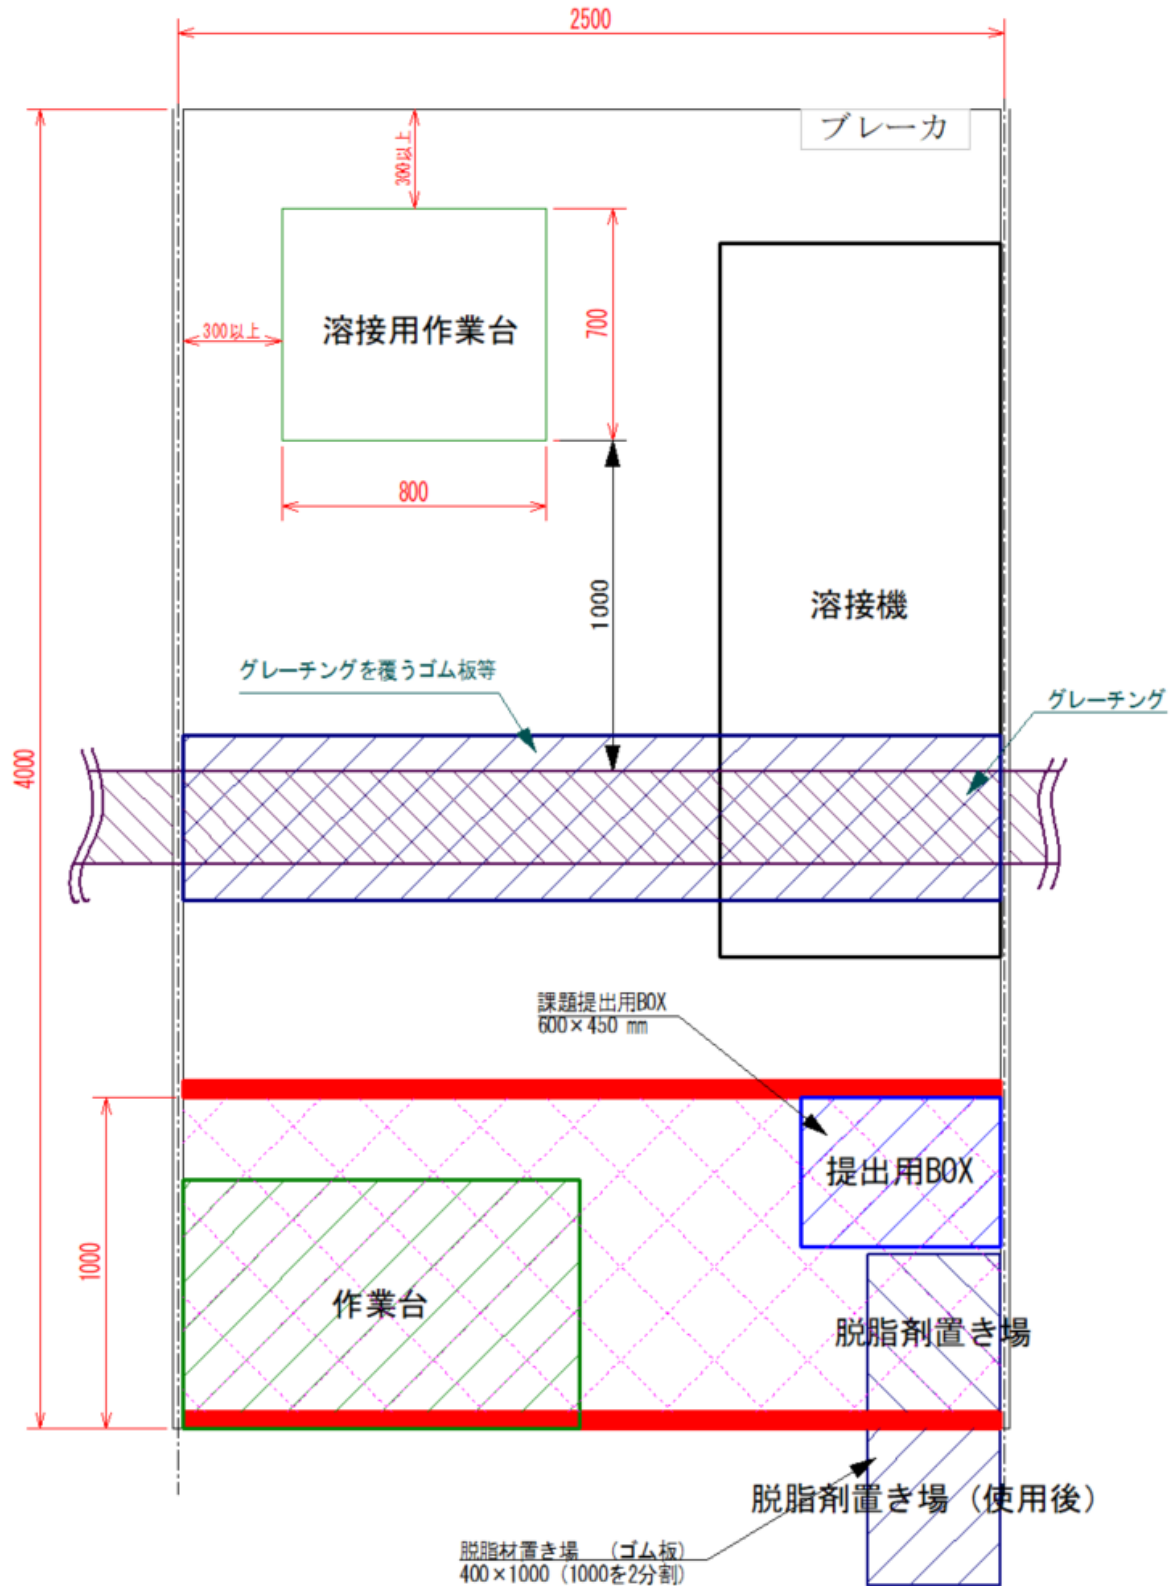 2500
ブレーカ
300以上
300以上
溶接用作業台
700
800
1000
溶接機
グレーチングを覆うゴム板等
グレーチング
4000
課題提出用BOX
600×450 mm
提出用BOX
1000
作業台
脱脂剤置き場
脱脂剤置き場（使用後）
脱脂材置き場　（ゴム板）
400×1000（1000を2分割）